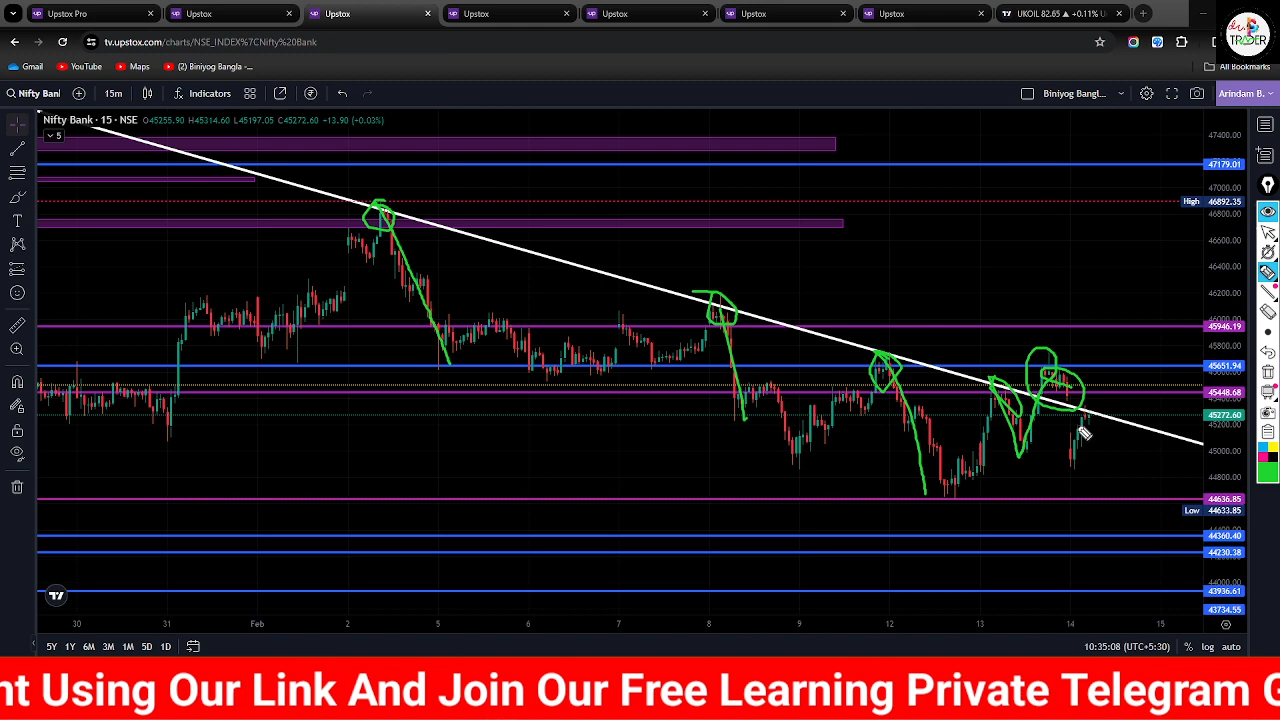 Upstox Pro
Upstox
Upstox
Upstox
Upstox
Upstox
Upstox
UKOIL 82.65 ▲ +0.11%
tv.upstox.com/charts/NSE_INDEX%7CNifty%20Bank
Gmail
YouTube
Maps
(2) Biniyog Bangla -...
All Bookmarks
TRADER
Nifty Ban
15m
Indicators
Biniyog Bangl...
Arindam B.
Nifty Bank · 15 · NSE O45255.90 H45314.60 L45197.05 C45272.60 +13.90 (+0.03%)
5
47400.00
47179.01
47000.00
High 46892.35
46800.00
46600.00
46400.00
46200.00
46000.00
45946.19
45800.00
45651.94
45448.68
45272.60
45200.00
45000.00
44800.00
44636.85
Low 44633.85
44360.40
44230.38
44000.00
43936.61
43734.55
30 31 Feb 2 5 6 7 8 9 12 13 14 15
5Y 1Y 6M 3M 1M 5D 1D
10:35:08 (UTC+5:30) % log auto
nt Using Our Link And Join Our Free Learning Private Telegram G